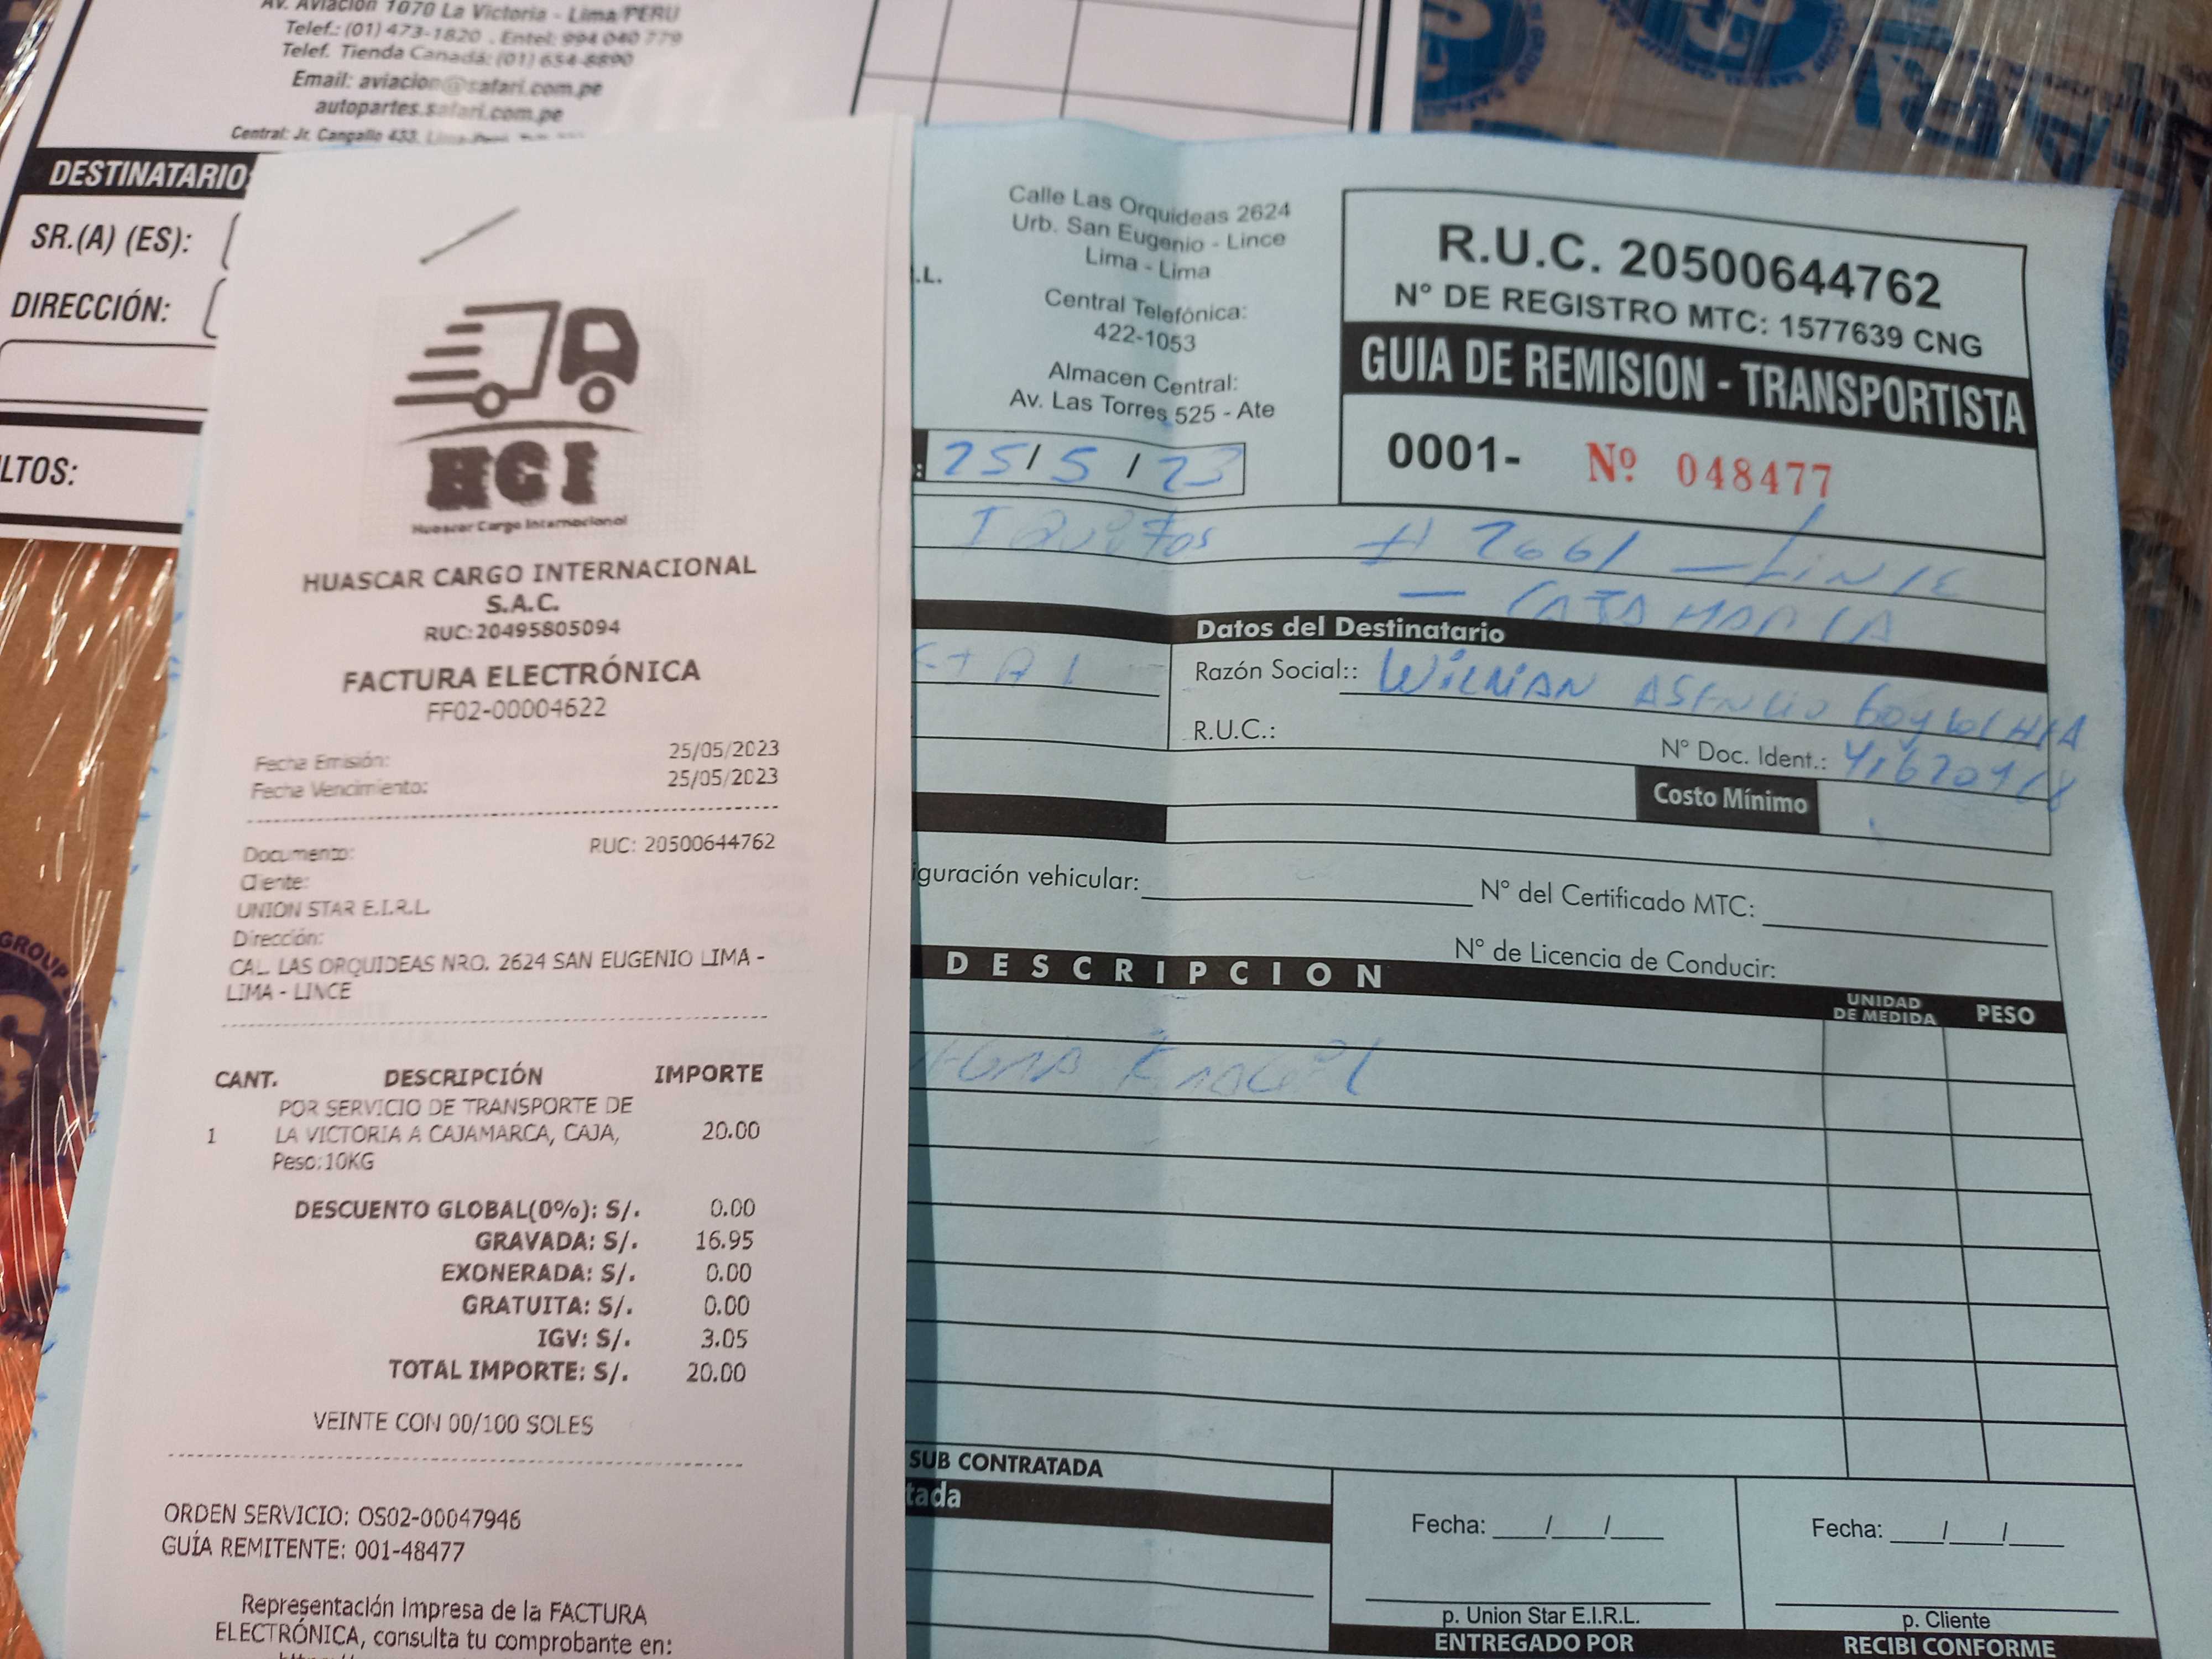 Av. Aviación 1070 La Victoria - Lima/PERU
Telef.: (01) 473-1820 . Entel: 994 040 779
Telef. Tienda Canadá: (01) 654-8890
Email: aviacion@safari.com.pe
autopartes.safari.com.pe
Central: Jr. Cangallo 433.
DESTINATARIO
SR.(A) (ES):
DIRECCIÓN:
LTOS:
HCI
Huascar Cargo Internacional
HUASCAR CARGO INTERNACIONAL
S.A.C.
RUC:20495805094
FACTURA ELECTRÓNICA
FF02-00004622
Fecha Emisión: 25/05/2023
Fecha Vencimiento: 25/05/2023
Documento: RUC: 20500644762
Cliente:
UNION STAR E.I.R.L.
Dirección:
CAL. LAS ORQUIDEAS NRO. 2624 SAN EUGENIO LIMA -
LIMA - LINCE
CANT. DESCRIPCIÓN IMPORTE
POR SERVICIO DE TRANSPORTE DE
1 LA VICTORIA A CAJAMARCA, CAJA, 20.00
Peso:10KG
DESCUENTO GLOBAL(0%): S/. 0.00
GRAVADA: S/. 16.95
EXONERADA: S/. 0.00
GRATUITA: S/. 0.00
IGV: S/. 3.05
TOTAL IMPORTE: S/. 20.00
VEINTE CON 00/100 SOLES
ORDEN SERVICIO: OS02-00047946
GUÍA REMITENTE: 001-48477
Representación Impresa de la FACTURA
ELECTRÓNICA, consulta tu comprobante en:
.L.
Calle Las Orquideas 2624
Urb. San Eugenio - Lince
Lima - Lima
Central Telefónica:
422-1053
Almacen Central:
Av. Las Torres 525 - Ate
R.U.C. 20500644762
N° DE REGISTRO MTC: 1577639 CNG
GUIA DE REMISION - TRANSPORTISTA
0001- Nº 048477
25/ 5 / 23
Iquitos # 2661 - Lince
- CAJAMARCA
Datos del Destinatario
Razón Social:: Wilmian Asencio
R.U.C.:
N° Doc. Ident.:
Costo Mínimo
iguración vehicular: N° del Certificado MTC:
N° de Licencia de Conducir:
DESCRIPCION
UNIDAD DE MEDIDA
PESO
SUB CONTRATADA
tada
Fecha: / /
p. Union Star E.I.R.L.
ENTREGADO POR
Fecha: / /
p. Cliente
RECIBI CONFORME